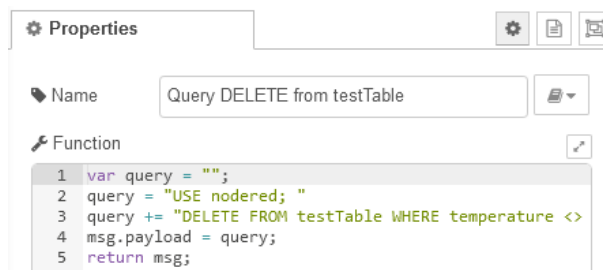 Properties
Name
Query DELETE from testTable
Function
1 var query = "";
2 query = "USE nodered; "
3 query += "DELETE FROM testTable WHERE temperature <>
4 msg.payload = query;
5 return msg;